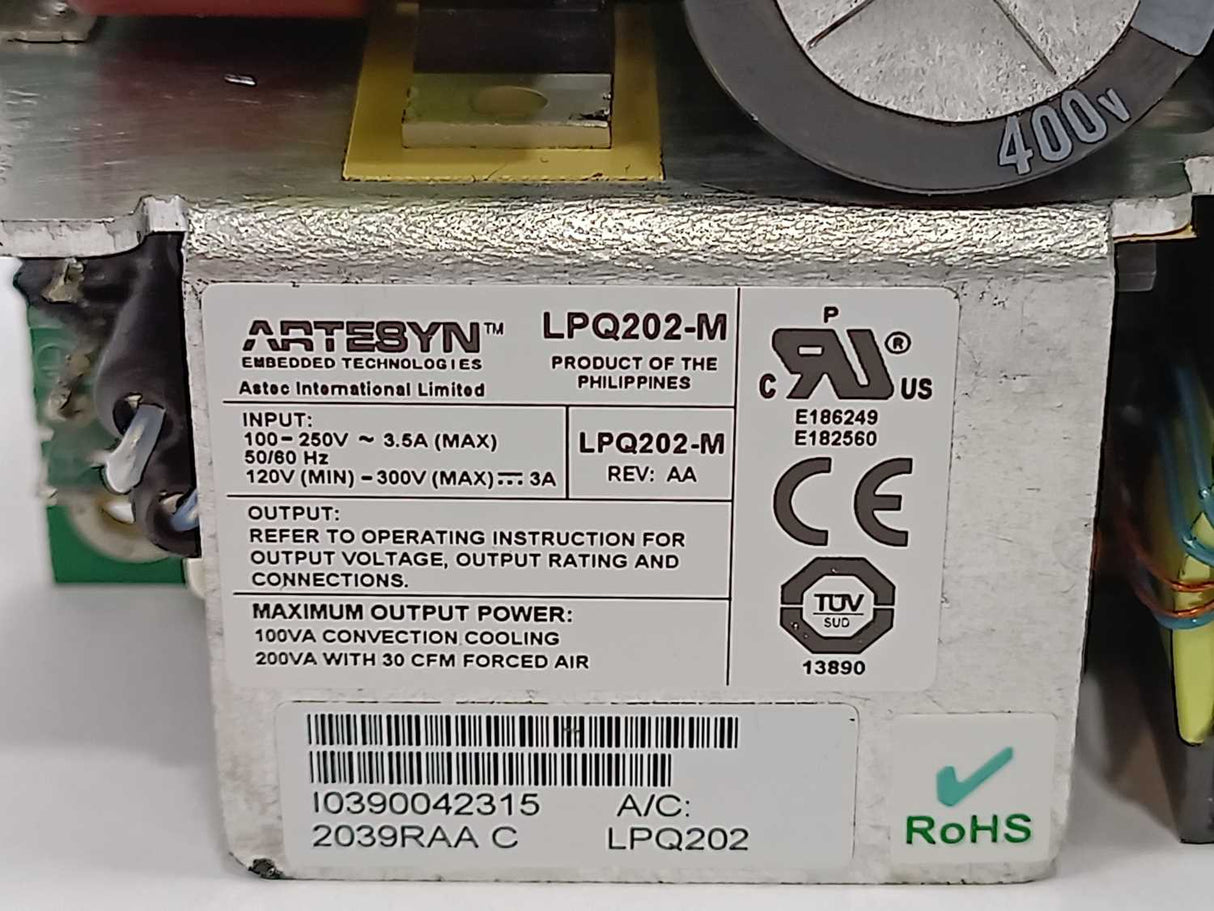 400v
ARTESYN™
EMBEDDED TECHNOLOGIES
Astec International Limited
LPQ202-M
PRODUCT OF THE
PHILIPPINES
INPUT:
100-250V ~ 3.5A (MAX)
50/60 Hz
120V (MIN) - 300V (MAX) ⎓ 3A
LPQ202-M
REV: AA
OUTPUT:
REFER TO OPERATING INSTRUCTION FOR
OUTPUT VOLTAGE, OUTPUT RATING AND
CONNECTIONS.
MAXIMUM OUTPUT POWER:
100VA CONVECTION COOLING
200VA WITH 30 CFM FORCED AIR
P
C RU ® US
E186249
E182560
CE
TUV
SUD
13890
I0390042315 A/C:
2039RAA C LPQ202
RoHS